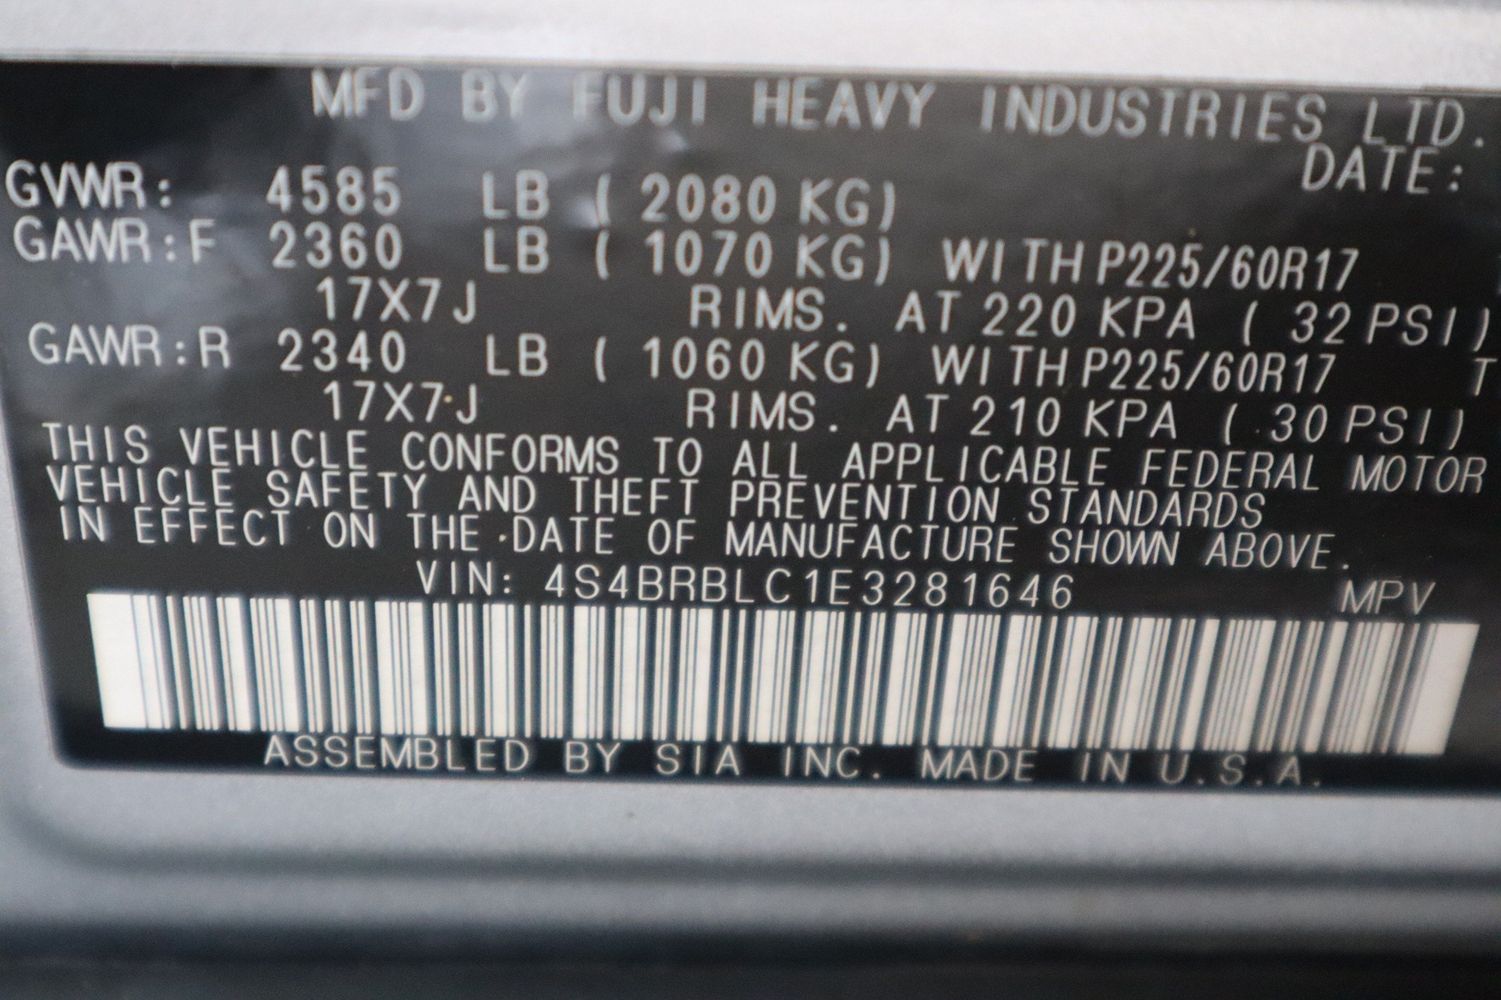 MFD BY FUJI HEAVY INDUSTRIES LTD.
DATE:
GVWR: 4585 LB ( 2080 KG)
GAWR:F 2360 LB ( 1070 KG) WITH P225/60R17
17X7J RIMS. AT 220 KPA ( 32 PSI)
GAWR:R 2340 LB ( 1060 KG) WITH P225/60R17 T
17X7J RIMS. AT 210 KPA ( 30 PSI)
THIS VEHICLE CONFORMS TO ALL APPLICABLE FEDERAL MOTOR
VEHICLE SAFETY AND THEFT PREVENTION STANDARDS
IN EFFECT ON THE DATE OF MANUFACTURE SHOWN ABOVE.
VIN: 4S4BRBLC1E3281646 MPV
ASSEMBLED BY SIA INC. MADE IN U.S.A.